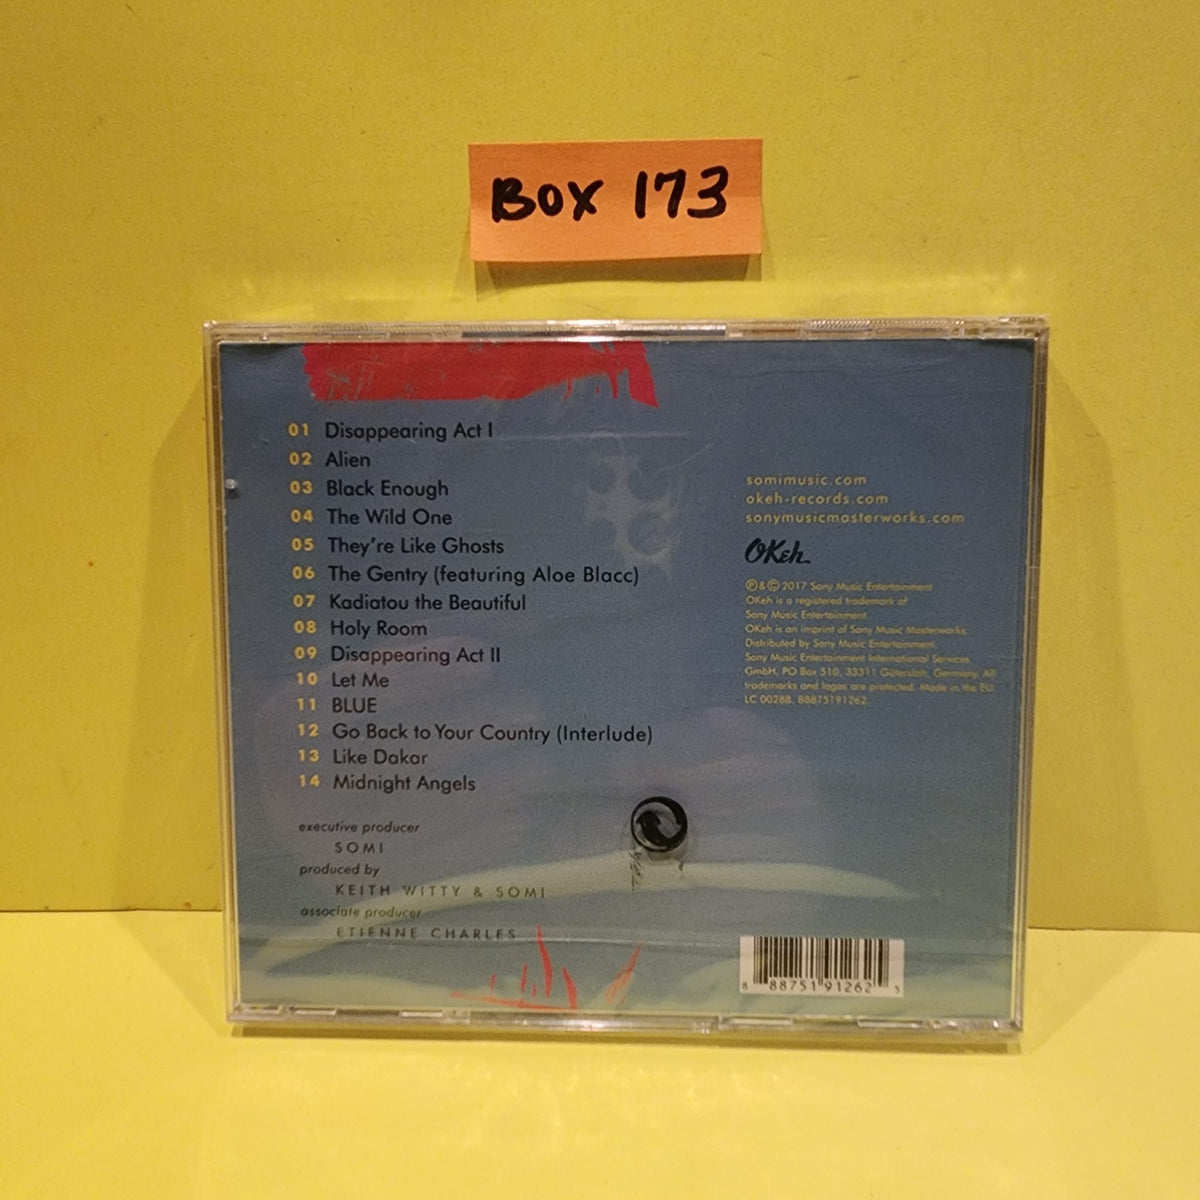 BOX 173
01 Disappearing Act I
02 Alien
03 Black Enough
04 The Wild One
05 They're Like Ghosts
06 The Gentry (featuring Aloe Blacc)
07 Kadiatou the Beautiful
08 Holy Room
09 Disappearing Act II
10 Let Me
11 BLUE
12 Go Back to Your Country (Interlude)
13 Like Dakar
14 Midnight Angels
executive producer
SOMI
produced by
KEITH WITTY & SOMI
associate producer
ETIENNE CHARLES
somimusic.com
okeh-records.com
sonymusicmasterworks.com
OKeh
℗&© 2017 Sony Music Entertainment
OKeh is a registered trademark of
Sony Music Entertainment.
OKeh is an imprint of Sony Music Masterworks.
Distributed by Sony Music Entertainment.
Sony Music Entertainment International Services
GmbH, PO Box 510, 33311 Gütersloh, Germany. All
trademarks and logos are protected. Made in the EU.
LC 00288. 88875191262.
8 88751 91262 5